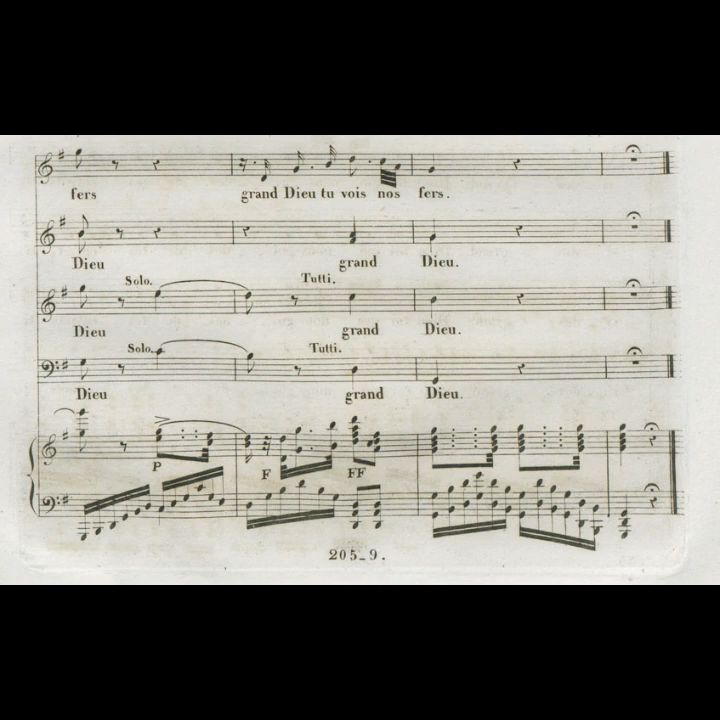 fers grand Dieu tu vois nos fers.
Dieu grand Dieu.
Solo. Tutti.
Dieu grand Dieu.
Solo. Tutti.
Dieu grand Dieu.
P F FF
205_9.